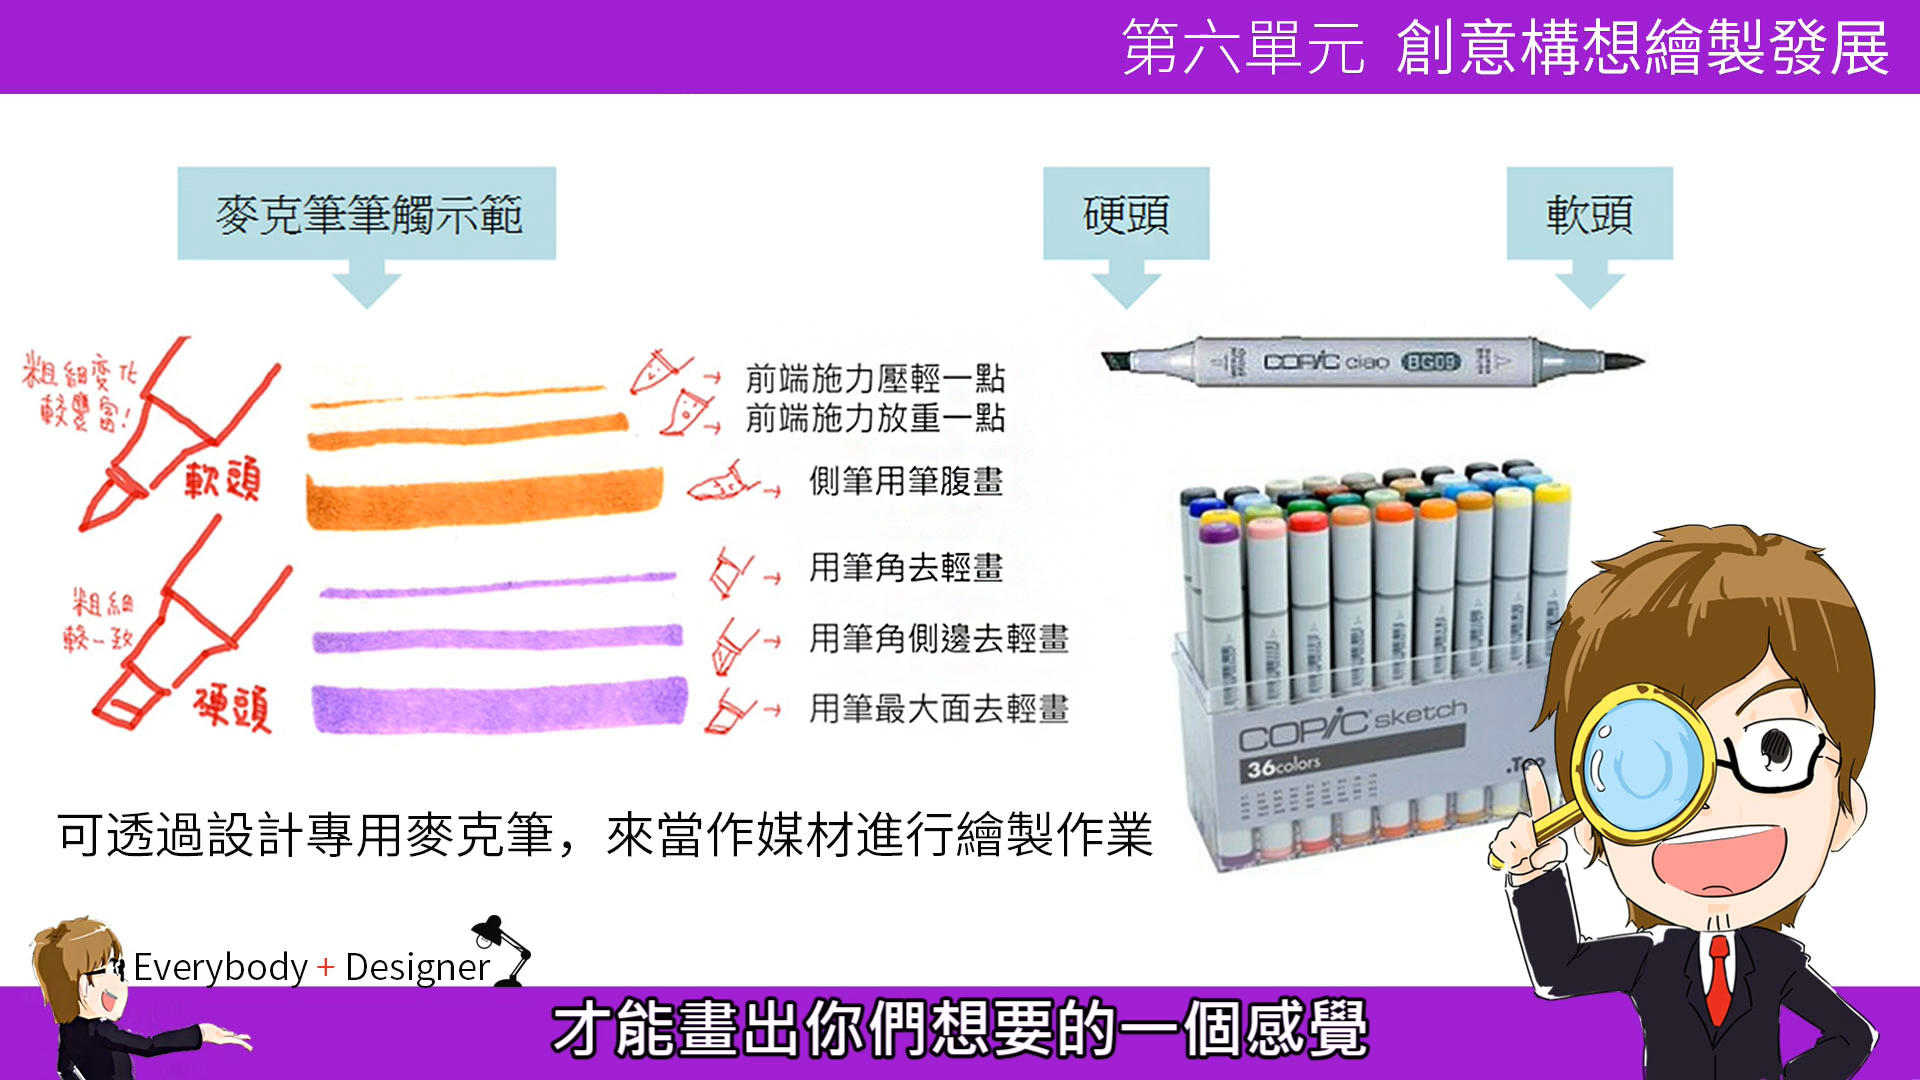 第六單元 創意構想繪製發展
麥克筆筆觸示範
硬頭
軟頭
粗細变化
較豐富!
軟頭
前端施力壓輕一點
前端施力放重一點
側筆用筆腹畫
COPIC ciao BG09
粗細
較一致
硬頭
用筆角去輕畫
用筆角側邊去輕畫
用筆最大面去輕畫
COPIC sketch
36colors
.Too
可透過設計專用麥克筆，來當作媒材進行繪製作業
Everybody + Designer
才能畫出你們想要的一個感覺